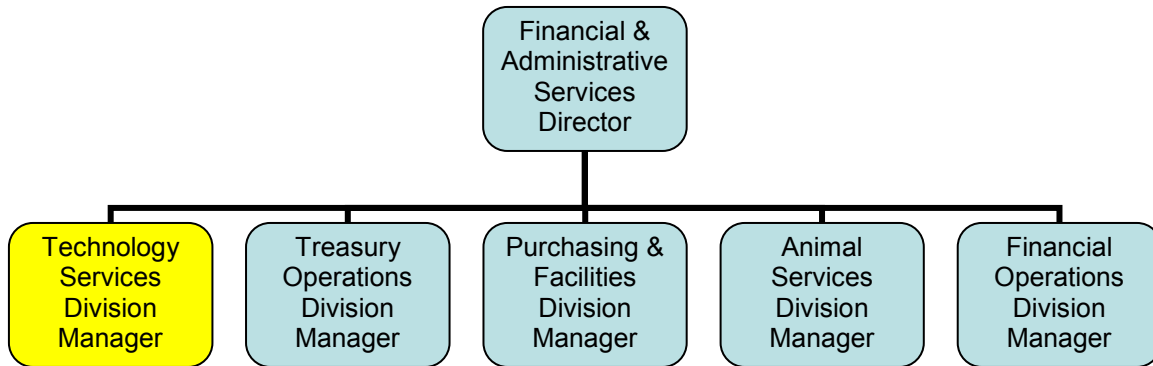 Financial &
Administrative
Services
Director
Technology
Services
Division
Manager
Treasury
Operations
Division
Manager
Purchasing &
Facilities
Division
Manager
Animal
Services
Division
Manager
Financial
Operations
Division
Manager